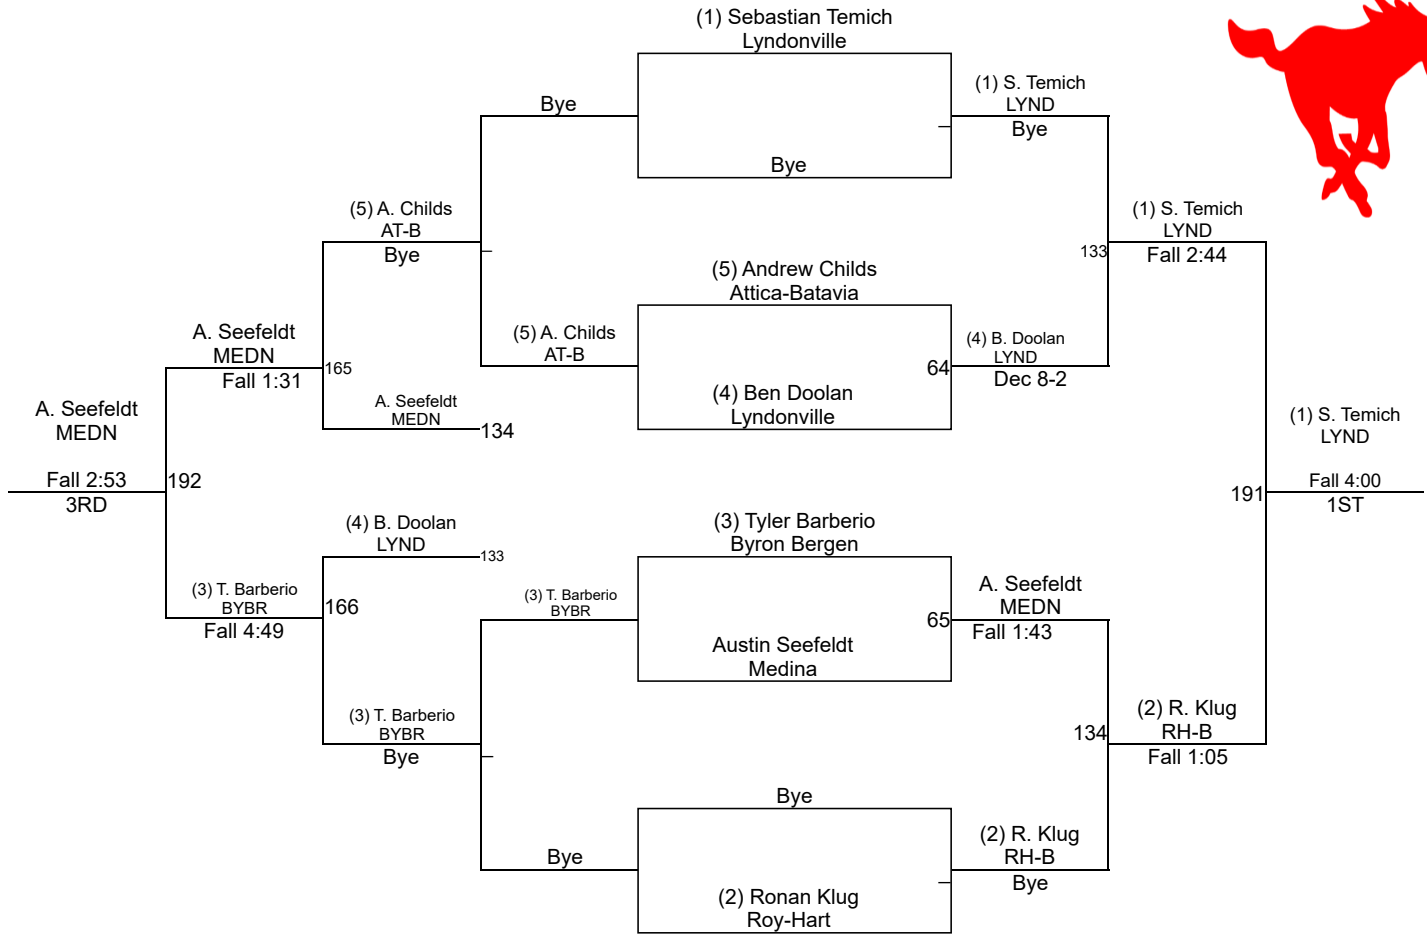 (1) Sebastian Temich
Lyndonville
Bye
(1) S. Temich
LYND
Bye
Bye
(5) A. Childs
AT-B
Bye
(1) S. Temich
LYND
133
Fall 2:44
(5) Andrew Childs
Attica-Batavia
A. Seefeldt
MEDN
165
Fall 1:31
(5) A. Childs
AT-B
64
(4) B. Doolan
LYND
Dec 8-2
(4) Ben Doolan
Lyndonville
A. Seefeldt
MEDN
134
A. Seefeldt
MEDN
Fall 2:53
192
3RD
(1) S. Temich
LYND
191
Fall 4:00
1ST
(4) B. Doolan
LYND
133
(3) Tyler Barberio
Byron Bergen
(3) T. Barberio
BYBR
166
Fall 4:49
(3) T. Barberio
BYBR
65
A. Seefeldt
MEDN
Fall 1:43
Austin Seefeldt
Medina
(3) T. Barberio
BYBR
Bye
134
(2) R. Klug
RH-B
Fall 1:05
Bye
Bye
(2) R. Klug
RH-B
Bye
(2) Ronan Klug
Roy-Hart